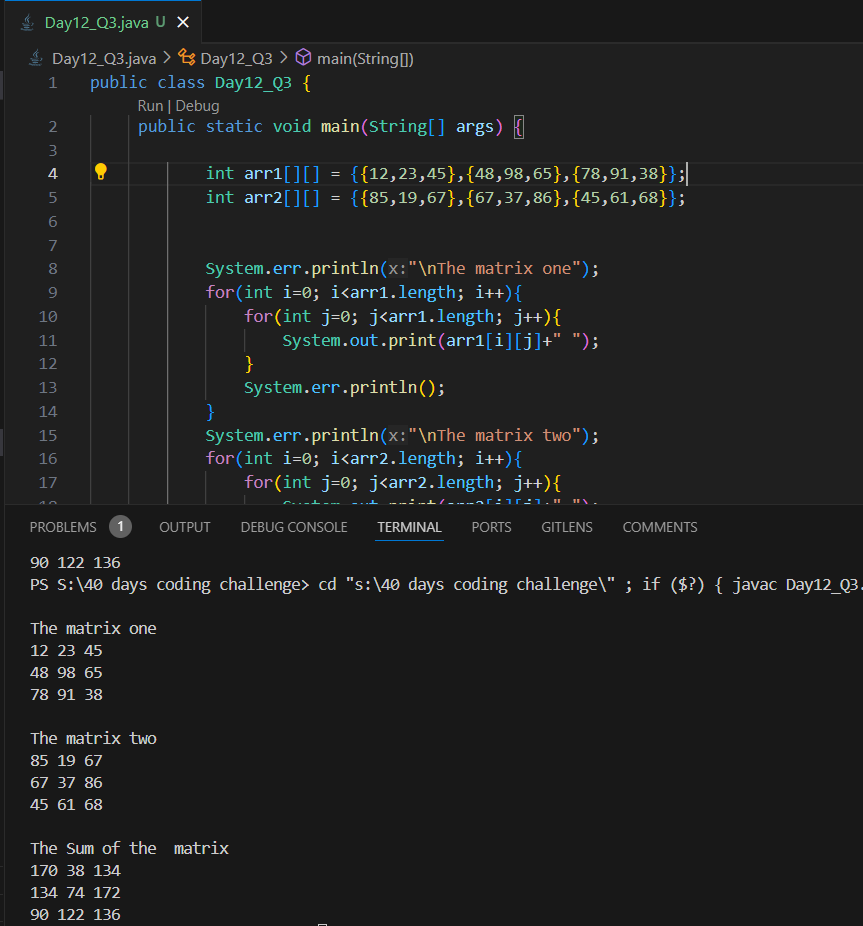 Day12_Q3.java U
Day12_Q3.java > Day12_Q3 > main(String[])
1 public class Day12_Q3 {
Run | Debug
2 public static void main(String[] args) {
3
4 int arr1[][] = {{12,23,45},{48,98,65},{78,91,38}};
5 int arr2[][] = {{85,19,67},{67,37,86},{45,61,68}};
6
7
8 System.err.println(x:"\nThe matrix one");
9 for(int i=0; i<arr1.length; i++){
10 for(int j=0; j<arr1.length; j++){
11 System.out.print(arr1[i][j]+" ");
12 }
13 System.err.println();
14 }
15 System.err.println(x:"\nThe matrix two");
16 for(int i=0; i<arr2.length; i++){
17 for(int j=0; j<arr2.length; j++){
18 System.out.print(arr2[i][j]+" ");
PROBLEMS 1 OUTPUT DEBUG CONSOLE TERMINAL PORTS GITLENS COMMENTS
90 122 136
PS S:\40 days coding challenge> cd "s:\40 days coding challenge\" ; if ($?) { javac Day12_Q3.
The matrix one
12 23 45
48 98 65
78 91 38
The matrix two
85 19 67
67 37 86
45 61 68
The Sum of the  matrix
170 38 134
134 74 172
90 122 136